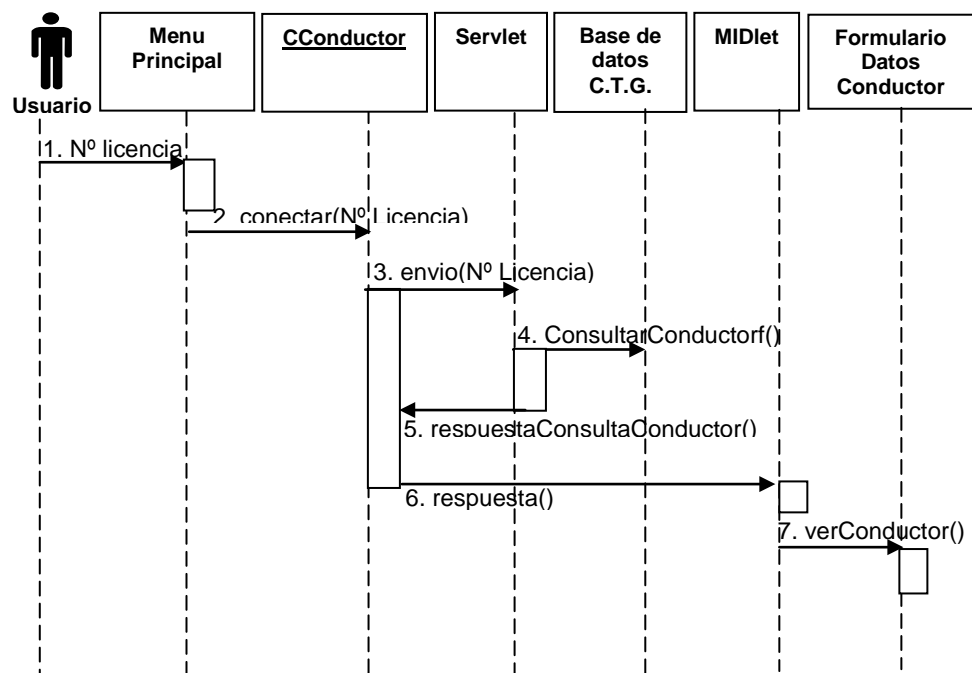 Menu
Principal
CConductor
Servlet
Base de
datos
C.T.G.
MIDlet
Formulario
Datos
Conductor
Usuario
1. Nº licencia
2. conectar(Nº Licencia)
3. envio(Nº Licencia)
4. ConsultarConductorf()
5. respuestaConsultaConductor()
6. respuesta()
7. verConductor()